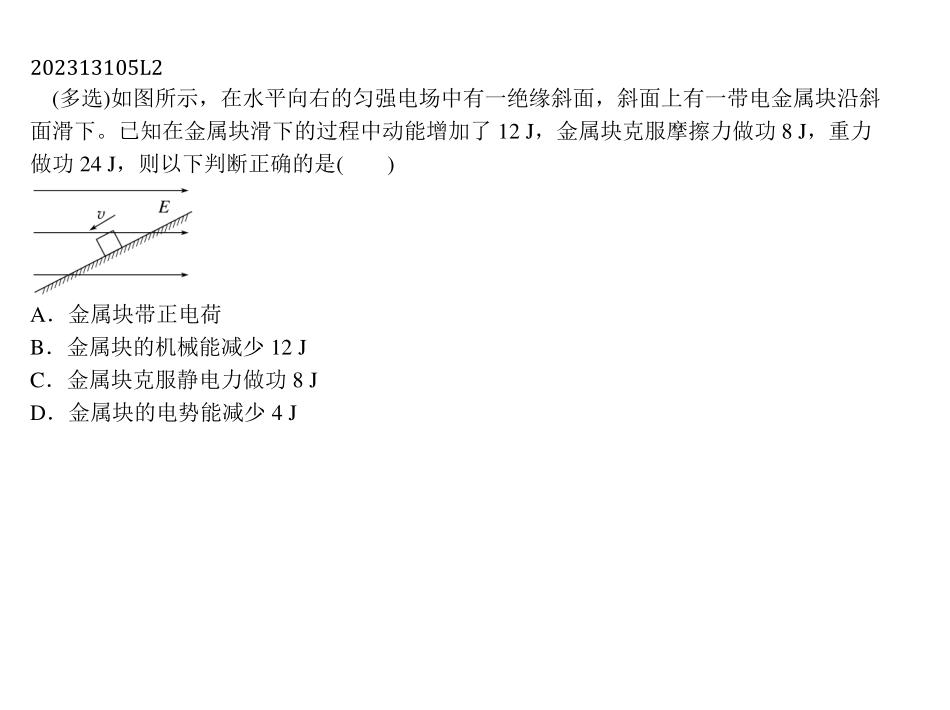 202313105L2
(多选)如图所示，在水平向右的匀强电场中有一绝缘斜面，斜面上有一带电金属块沿斜
面滑下。已知在金属块滑下的过程中动能增加了 12 J，金属块克服摩擦力做功 8 J，重力
做功 24 J，则以下判断正确的是(　　)
v
E
A．金属块带正电荷
B．金属块的机械能减少 12 J
C．金属块克服静电力做功 8 J
D．金属块的电势能减少 4 J